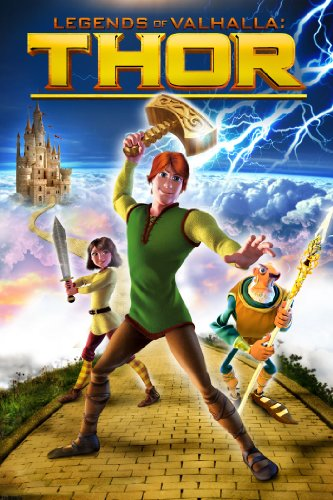 LEGENDS OF VALHALLA:
THOR